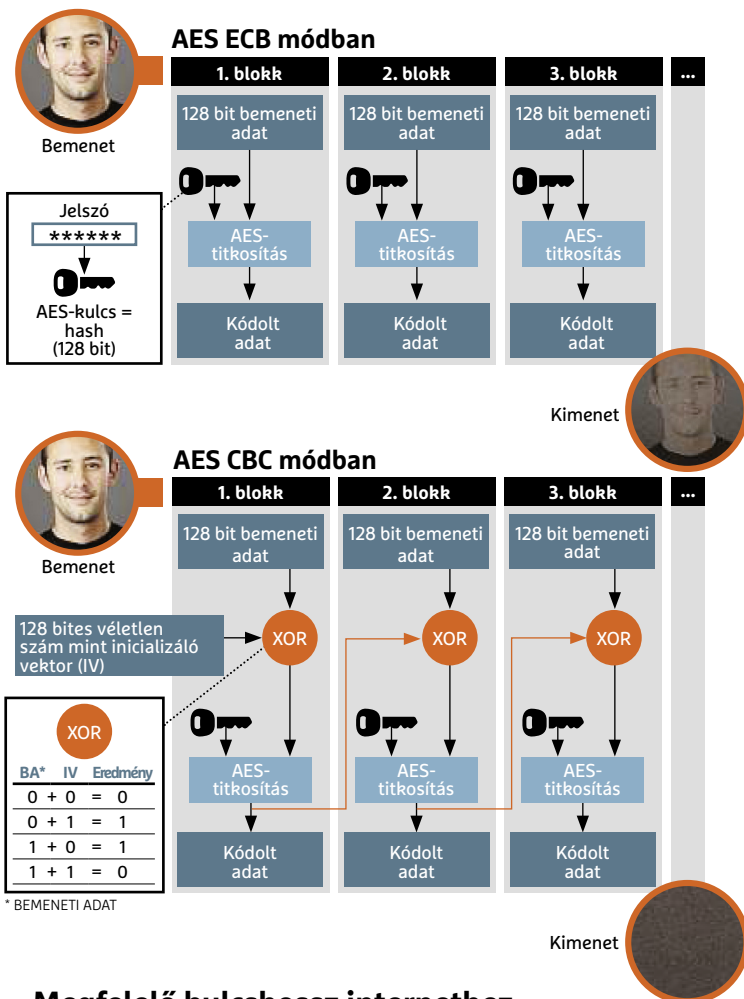 AES ECB módban
1. blokk
2. blokk
3. blokk
...
Bemenet
128 bit bemeneti
adat
128 bit bemeneti
adat
128 bit bemeneti
adat
Jelszó
******
AES-kulcs =
hash
(128 bit)
AES-
titkosítás
AES-
titkosítás
AES-
titkosítás
Kódolt
adat
Kódolt
adat
Kódolt
adat
Kimenet
AES CBC módban
1. blokk
2. blokk
3. blokk
...
Bemenet
128 bit bemeneti
adat
128 bit bemeneti
adat
128 bit bemeneti
adat
128 bites véletlen
szám mint inicializáló
vektor (IV)
XOR
XOR
XOR
XOR
BA* IV Eredmény
0 + 0 = 0
0 + 1 = 1
1 + 0 = 1
1 + 1 = 0
* BEMENETI ADAT
AES-
titkosítás
AES-
titkosítás
AES-
titkosítás
Kódolt
adat
Kódolt
adat
Kódolt
adat
Kimenet
Megfelelő kulcshossz internethez